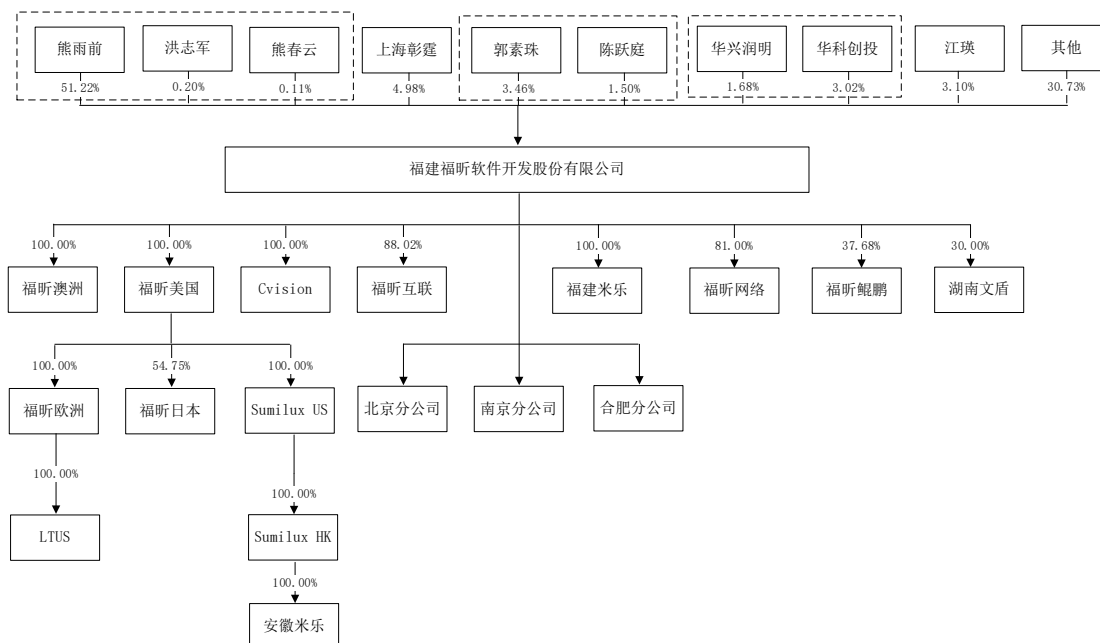 熊雨前 洪志军 熊春云 上海彰霆 郭素珠 陈跃庭 华兴润明 华科创投 江瑛 其他
51.22% 0.20% 0.11% 4.98% 3.46% 1.50% 1.68% 3.02% 3.10% 30.73%
福建福昕软件开发股份有限公司
100.00% 100.00% 100.00% 88.02% 100.00% 81.00% 37.68% 30.00%
福昕澳洲 福昕美国 Cvision 福昕互联 福建米乐 福昕网络 福昕鲲鹏 湖南文盾
100.00% 54.75% 100.00%
福昕欧洲 福昕日本 Sumilux US 北京分公司 南京分公司 合肥分公司
100.00%
100.00%
LTUS Sumilux HK
100.00%
安徽米乐